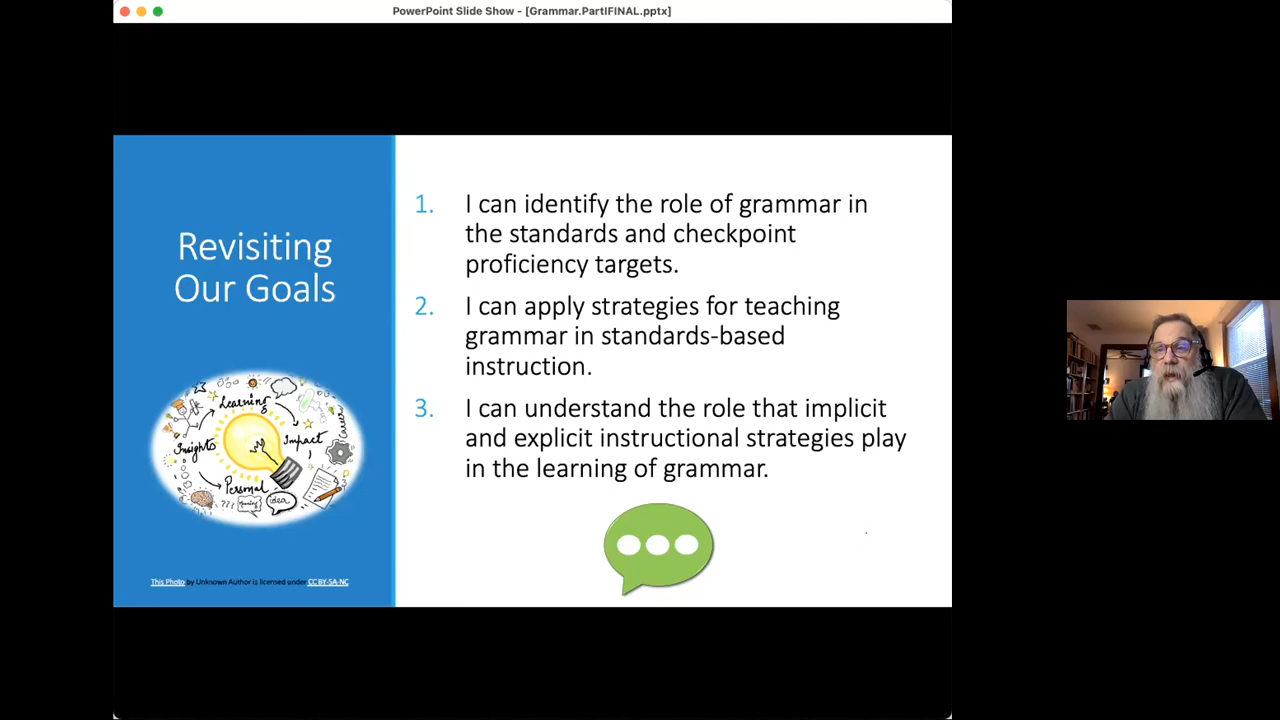 PowerPoint Slide Show - [Grammar.PartIFINAL.pptx]
Revisiting
Our Goals
1. I can identify the role of grammar in
the standards and checkpoint
proficiency targets.
2. I can apply strategies for teaching
grammar in standards-based
instruction.
3. I can understand the role that implicit
and explicit instructional strategies play
in the learning of grammar.
Learning
Insights
Impact
Career
Personal
???
idea
This Photo by Unknown Author is licensed under CC BY-SA-NC